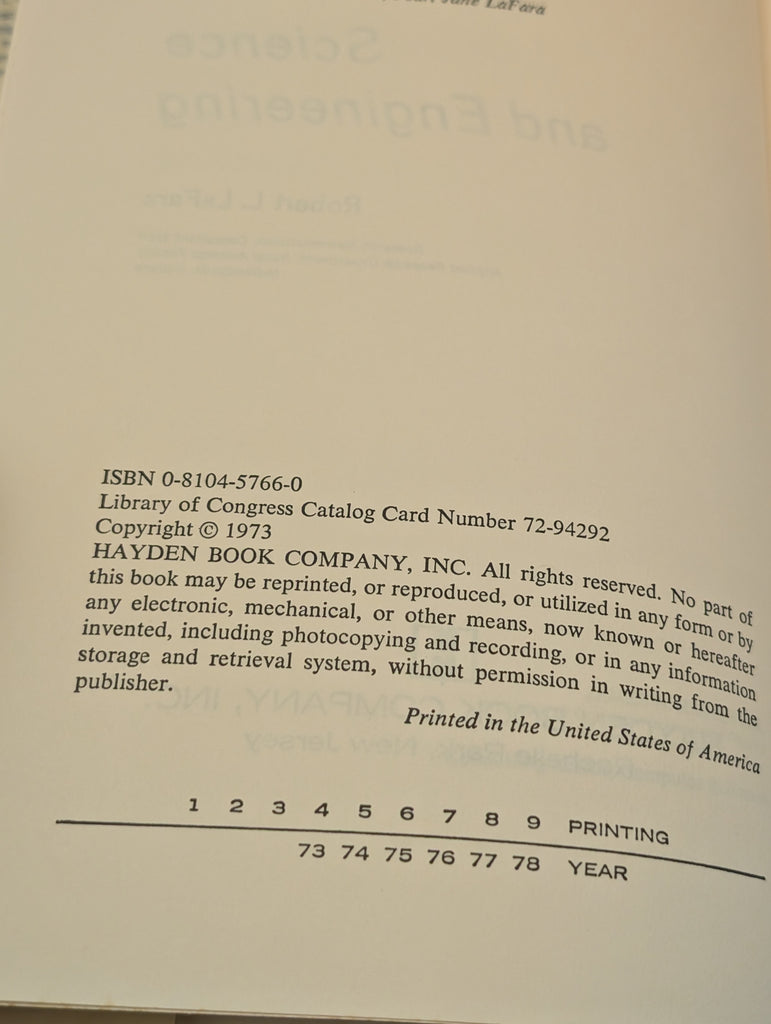 LaFara
ISBN 0-8104-5766-0
Library of Congress Catalog Card Number 72-94292
Copyright © 1973
HAYDEN BOOK COMPANY, INC. All rights reserved. No part of
this book may be reprinted, or reproduced, or utilized in any form or by
any electronic, mechanical, or other means, now known or hereafter
invented, including photocopying and recording, or in any information
storage and retrieval system, without permission in writing from the
publisher.
Printed in the United States of America
1 2 3 4 5 6 7 8 9 PRINTING
73 74 75 76 77 78 YEAR